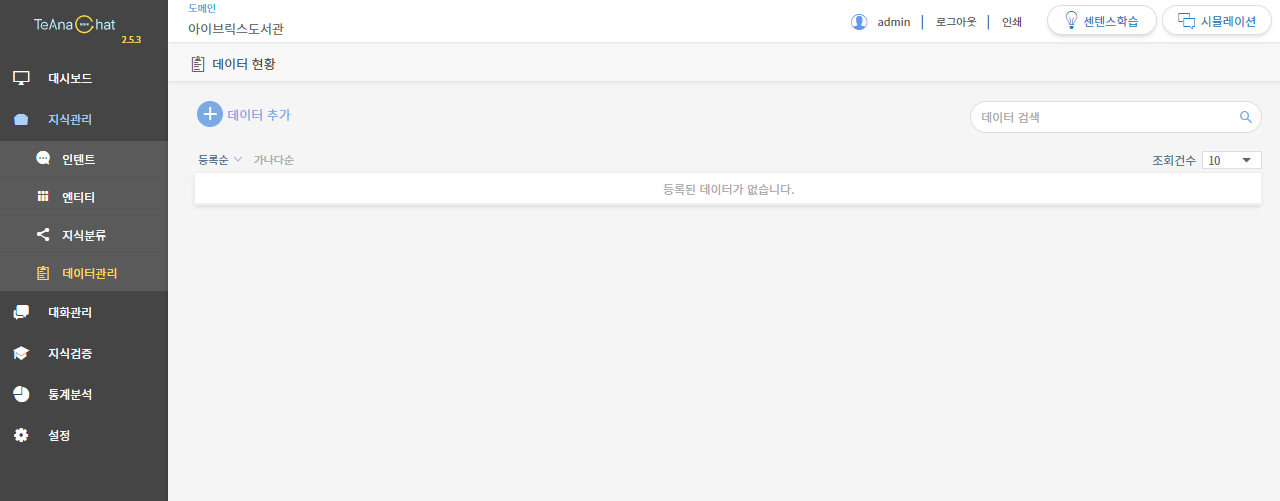 TeAna Chat
2.5.3
대시보드
지식관리
인텐트
엔티티
지식분류
데이터관리
대화관리
지식검증
통계분석
설정
도메인
아이브릭스도서관
admin | 로그아웃 | 인쇄
센텐스학습
시뮬레이션
데이터 현황
데이터 추가
데이터 검색
등록순 가나다순
조회건수 10
등록된 데이터가 없습니다.